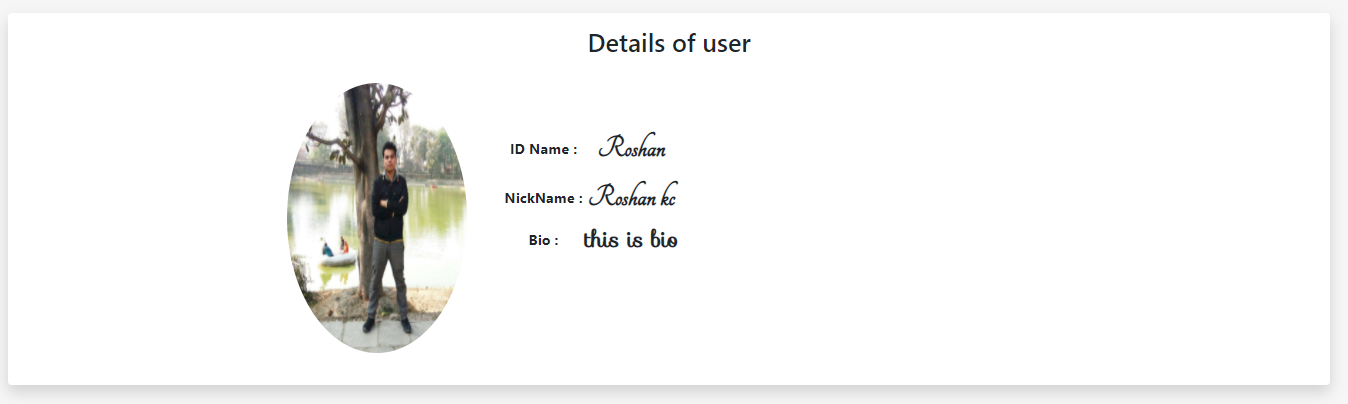 Details of user
ID Name : Roshan
NickName : Roshan kc
Bio : this is bio